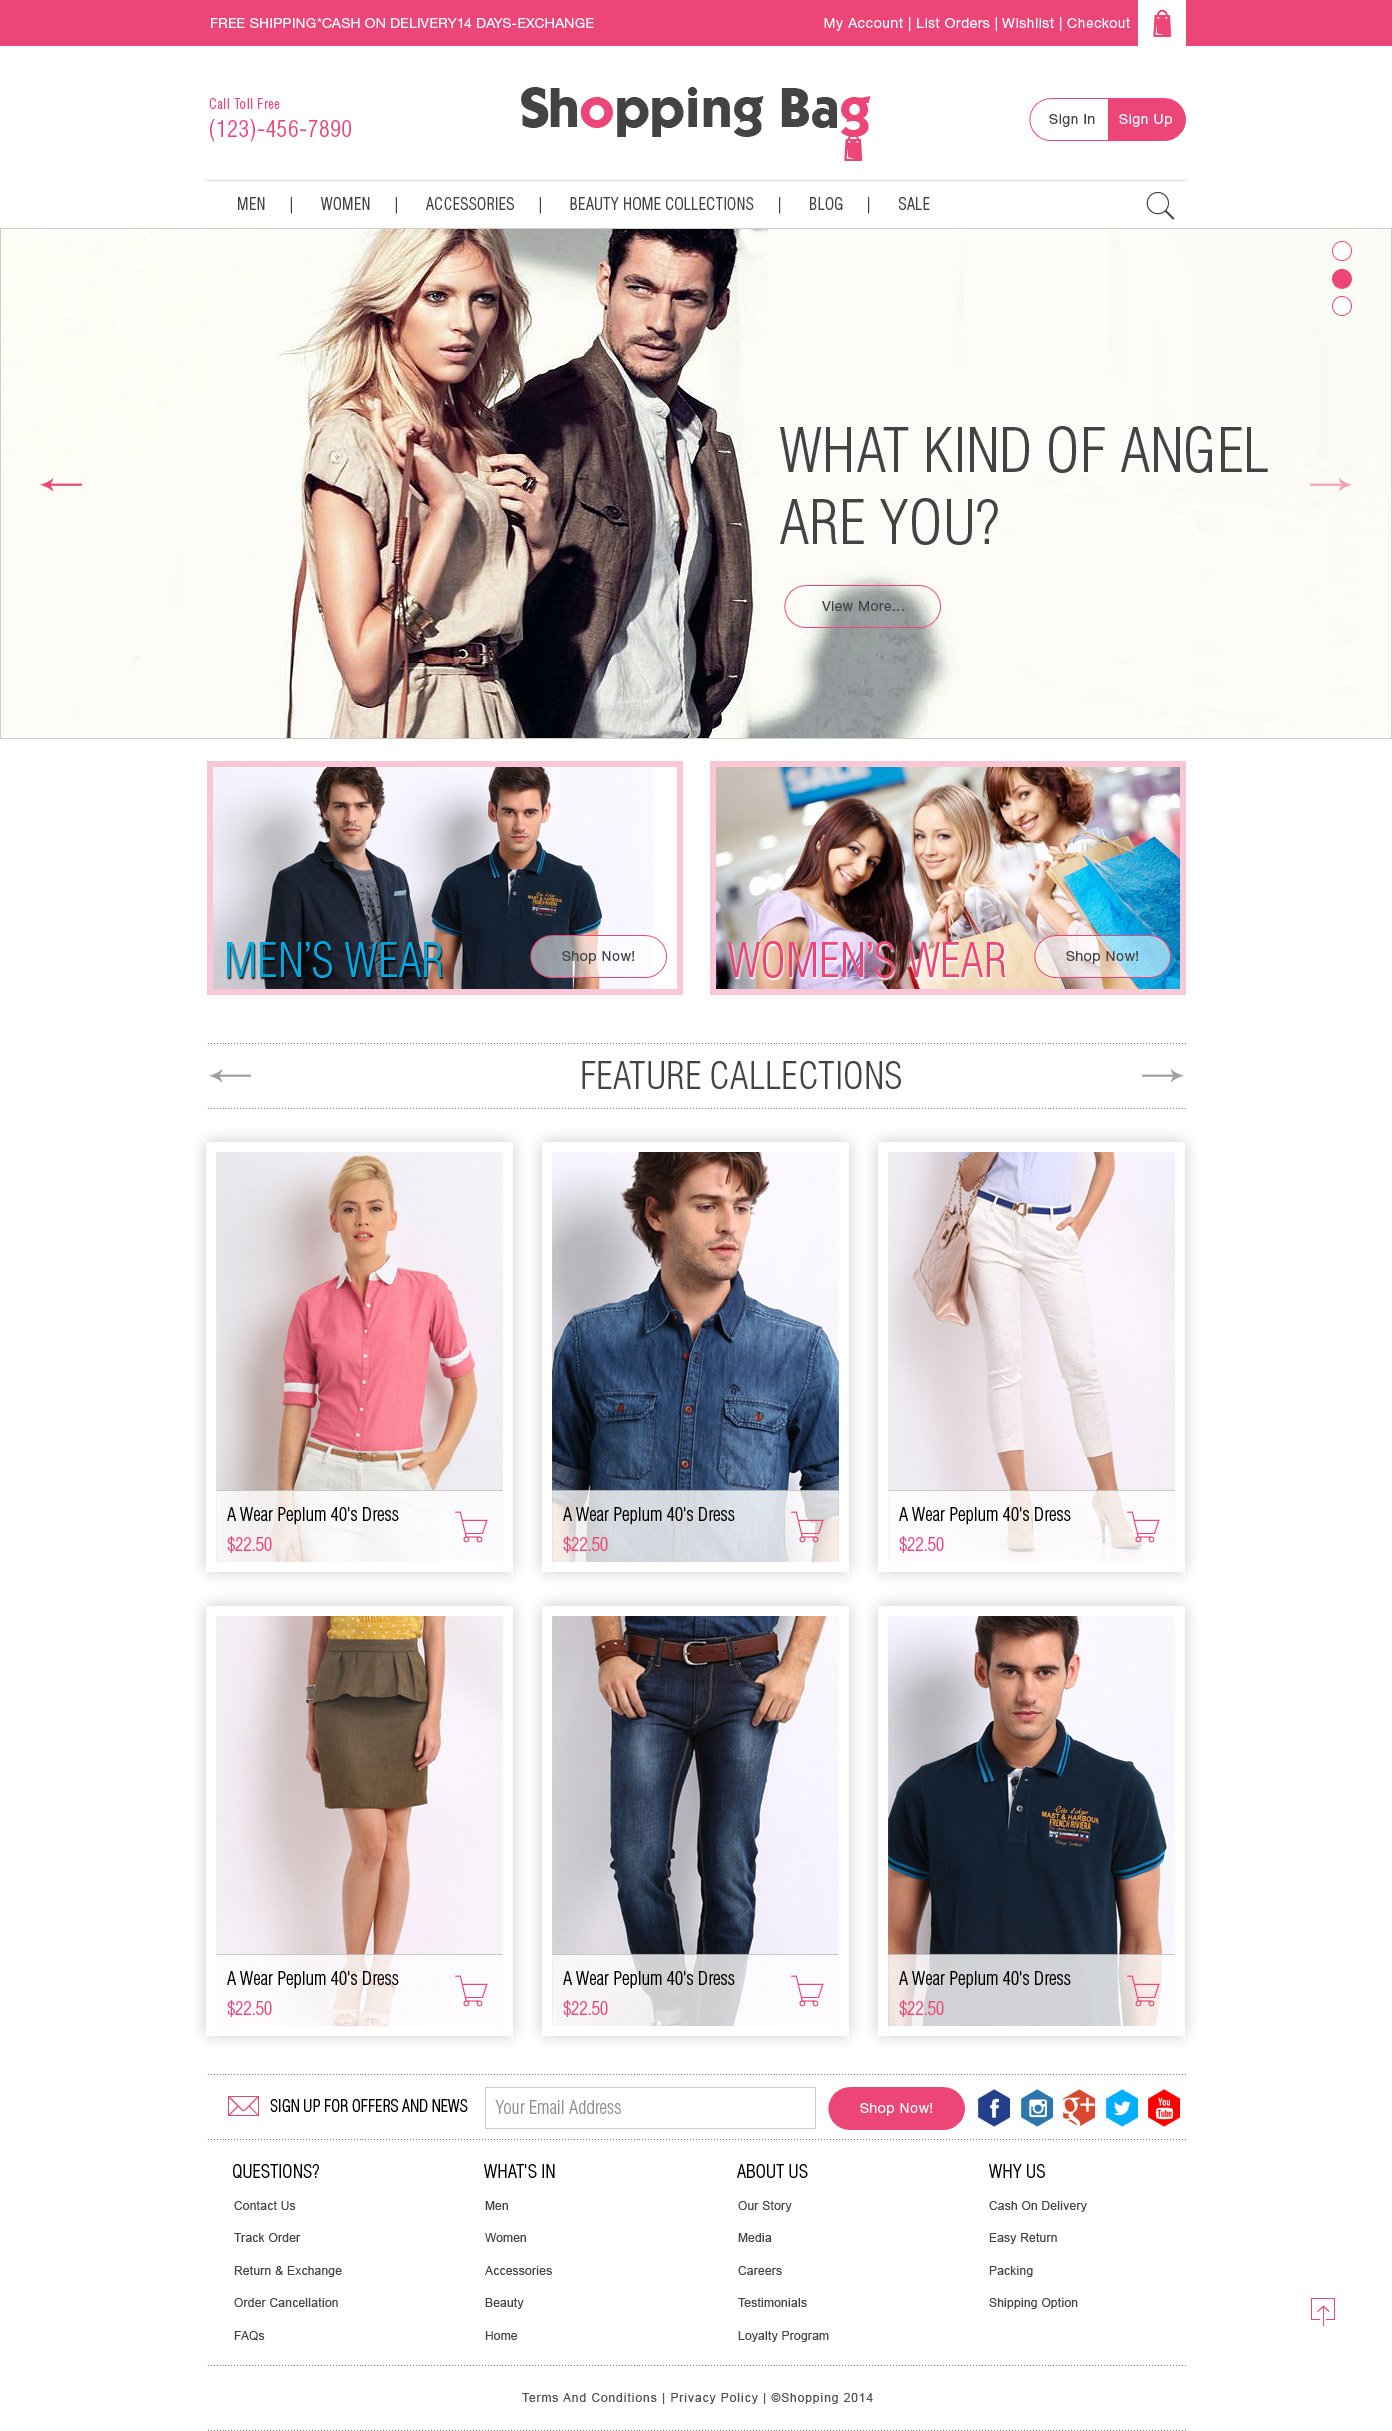 FREE SHIPPING*CASH ON DELIVERY14 DAYS-EXCHANGE
My Account | List Orders | Wishlist | Checkout
Call Toll Free
(123)-456-7890
Shopping Bag
Sign In
Sign Up
MEN | WOMEN | ACCESSORIES | BEAUTY HOME COLLECTIONS | BLOG | SALE
WHAT KIND OF ANGEL
ARE YOU?
View More...
SALE
MEN'S WEAR
Shop Now!
WOMEN'S WEAR
Shop Now!
FEATURE CALLECTIONS
A Wear Peplum 40's Dress
$22.50
A Wear Peplum 40's Dress
$22.50
A Wear Peplum 40's Dress
$22.50
MAST & HARBOUR
FRENCH RIVIERA
A Wear Peplum 40's Dress
$22.50
A Wear Peplum 40's Dress
$22.50
A Wear Peplum 40's Dress
$22.50
SIGN UP FOR OFFERS AND NEWS
Your Email Address
Shop Now!
f
g+
You
Tube
QUESTIONS?
Contact Us
Track Order
Return & Exchange
Order Cancellation
FAQs
WHAT'S IN
Men
Women
Accessories
Beauty
Home
ABOUT US
Our Story
Media
Careers
Testimonials
Loyalty Program
WHY US
Cash On Delivery
Easy Return
Packing
Shipping Option
Terms And Conditions | Privacy Policy | ©Shopping 2014